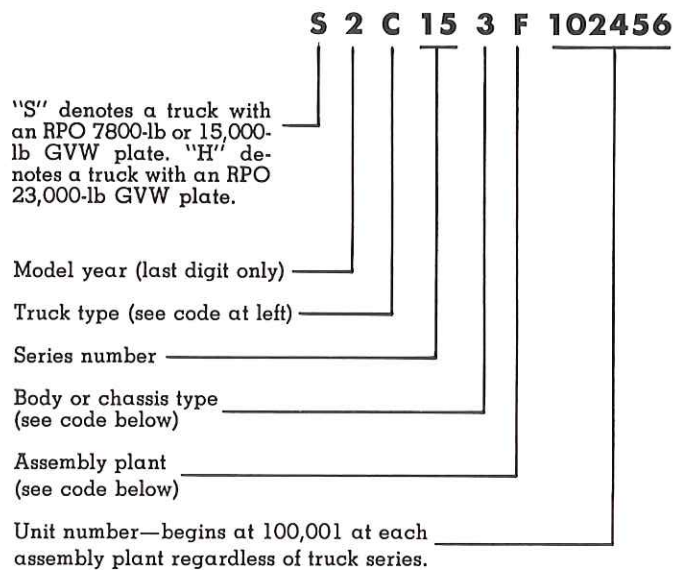 S 2 C 15 3 F 102456
"S" denotes a truck with
an RPO 7800-lb or 15,000-
lb GVW plate. "H" de-
notes a truck with an RPO
23,000-lb GVW plate.
Model year (last digit only)
Truck type (see code at left)
Series number
Body or chassis type
(see code below)
Assembly plant
(see code below)
Unit number—begins at 100,001 at each
assembly plant regardless of truck series.